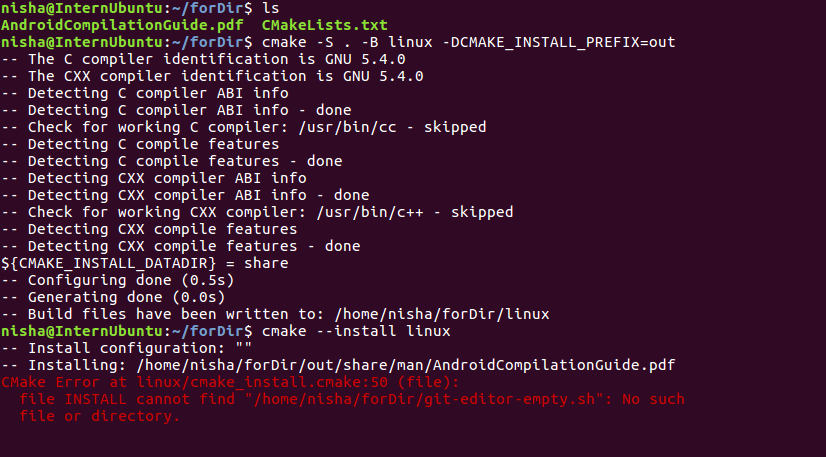 nisha@InternUbuntu:~/forDir$ ls
AndroidCompilationGuide.pdf  CMakeLists.txt
nisha@InternUbuntu:~/forDir$ cmake -S . -B linux -DCMAKE_INSTALL_PREFIX=out
-- The C compiler identification is GNU 5.4.0
-- The CXX compiler identification is GNU 5.4.0
-- Detecting C compiler ABI info
-- Detecting C compiler ABI info - done
-- Check for working C compiler: /usr/bin/cc - skipped
-- Detecting C compile features
-- Detecting C compile features - done
-- Detecting CXX compiler ABI info
-- Detecting CXX compiler ABI info - done
-- Check for working CXX compiler: /usr/bin/c++ - skipped
-- Detecting CXX compile features
-- Detecting CXX compile features - done
${CMAKE_INSTALL_DATADIR} = share
-- Configuring done (0.5s)
-- Generating done (0.0s)
-- Build files have been written to: /home/nisha/forDir/linux
nisha@InternUbuntu:~/forDir$ cmake --install linux
-- Install configuration: ""
-- Installing: /home/nisha/forDir/out/share/man/AndroidCompilationGuide.pdf
CMake Error at linux/cmake_install.cmake:50 (file):
  file INSTALL cannot find "/home/nisha/forDir/git-editor-empty.sh": No such
  file or directory.